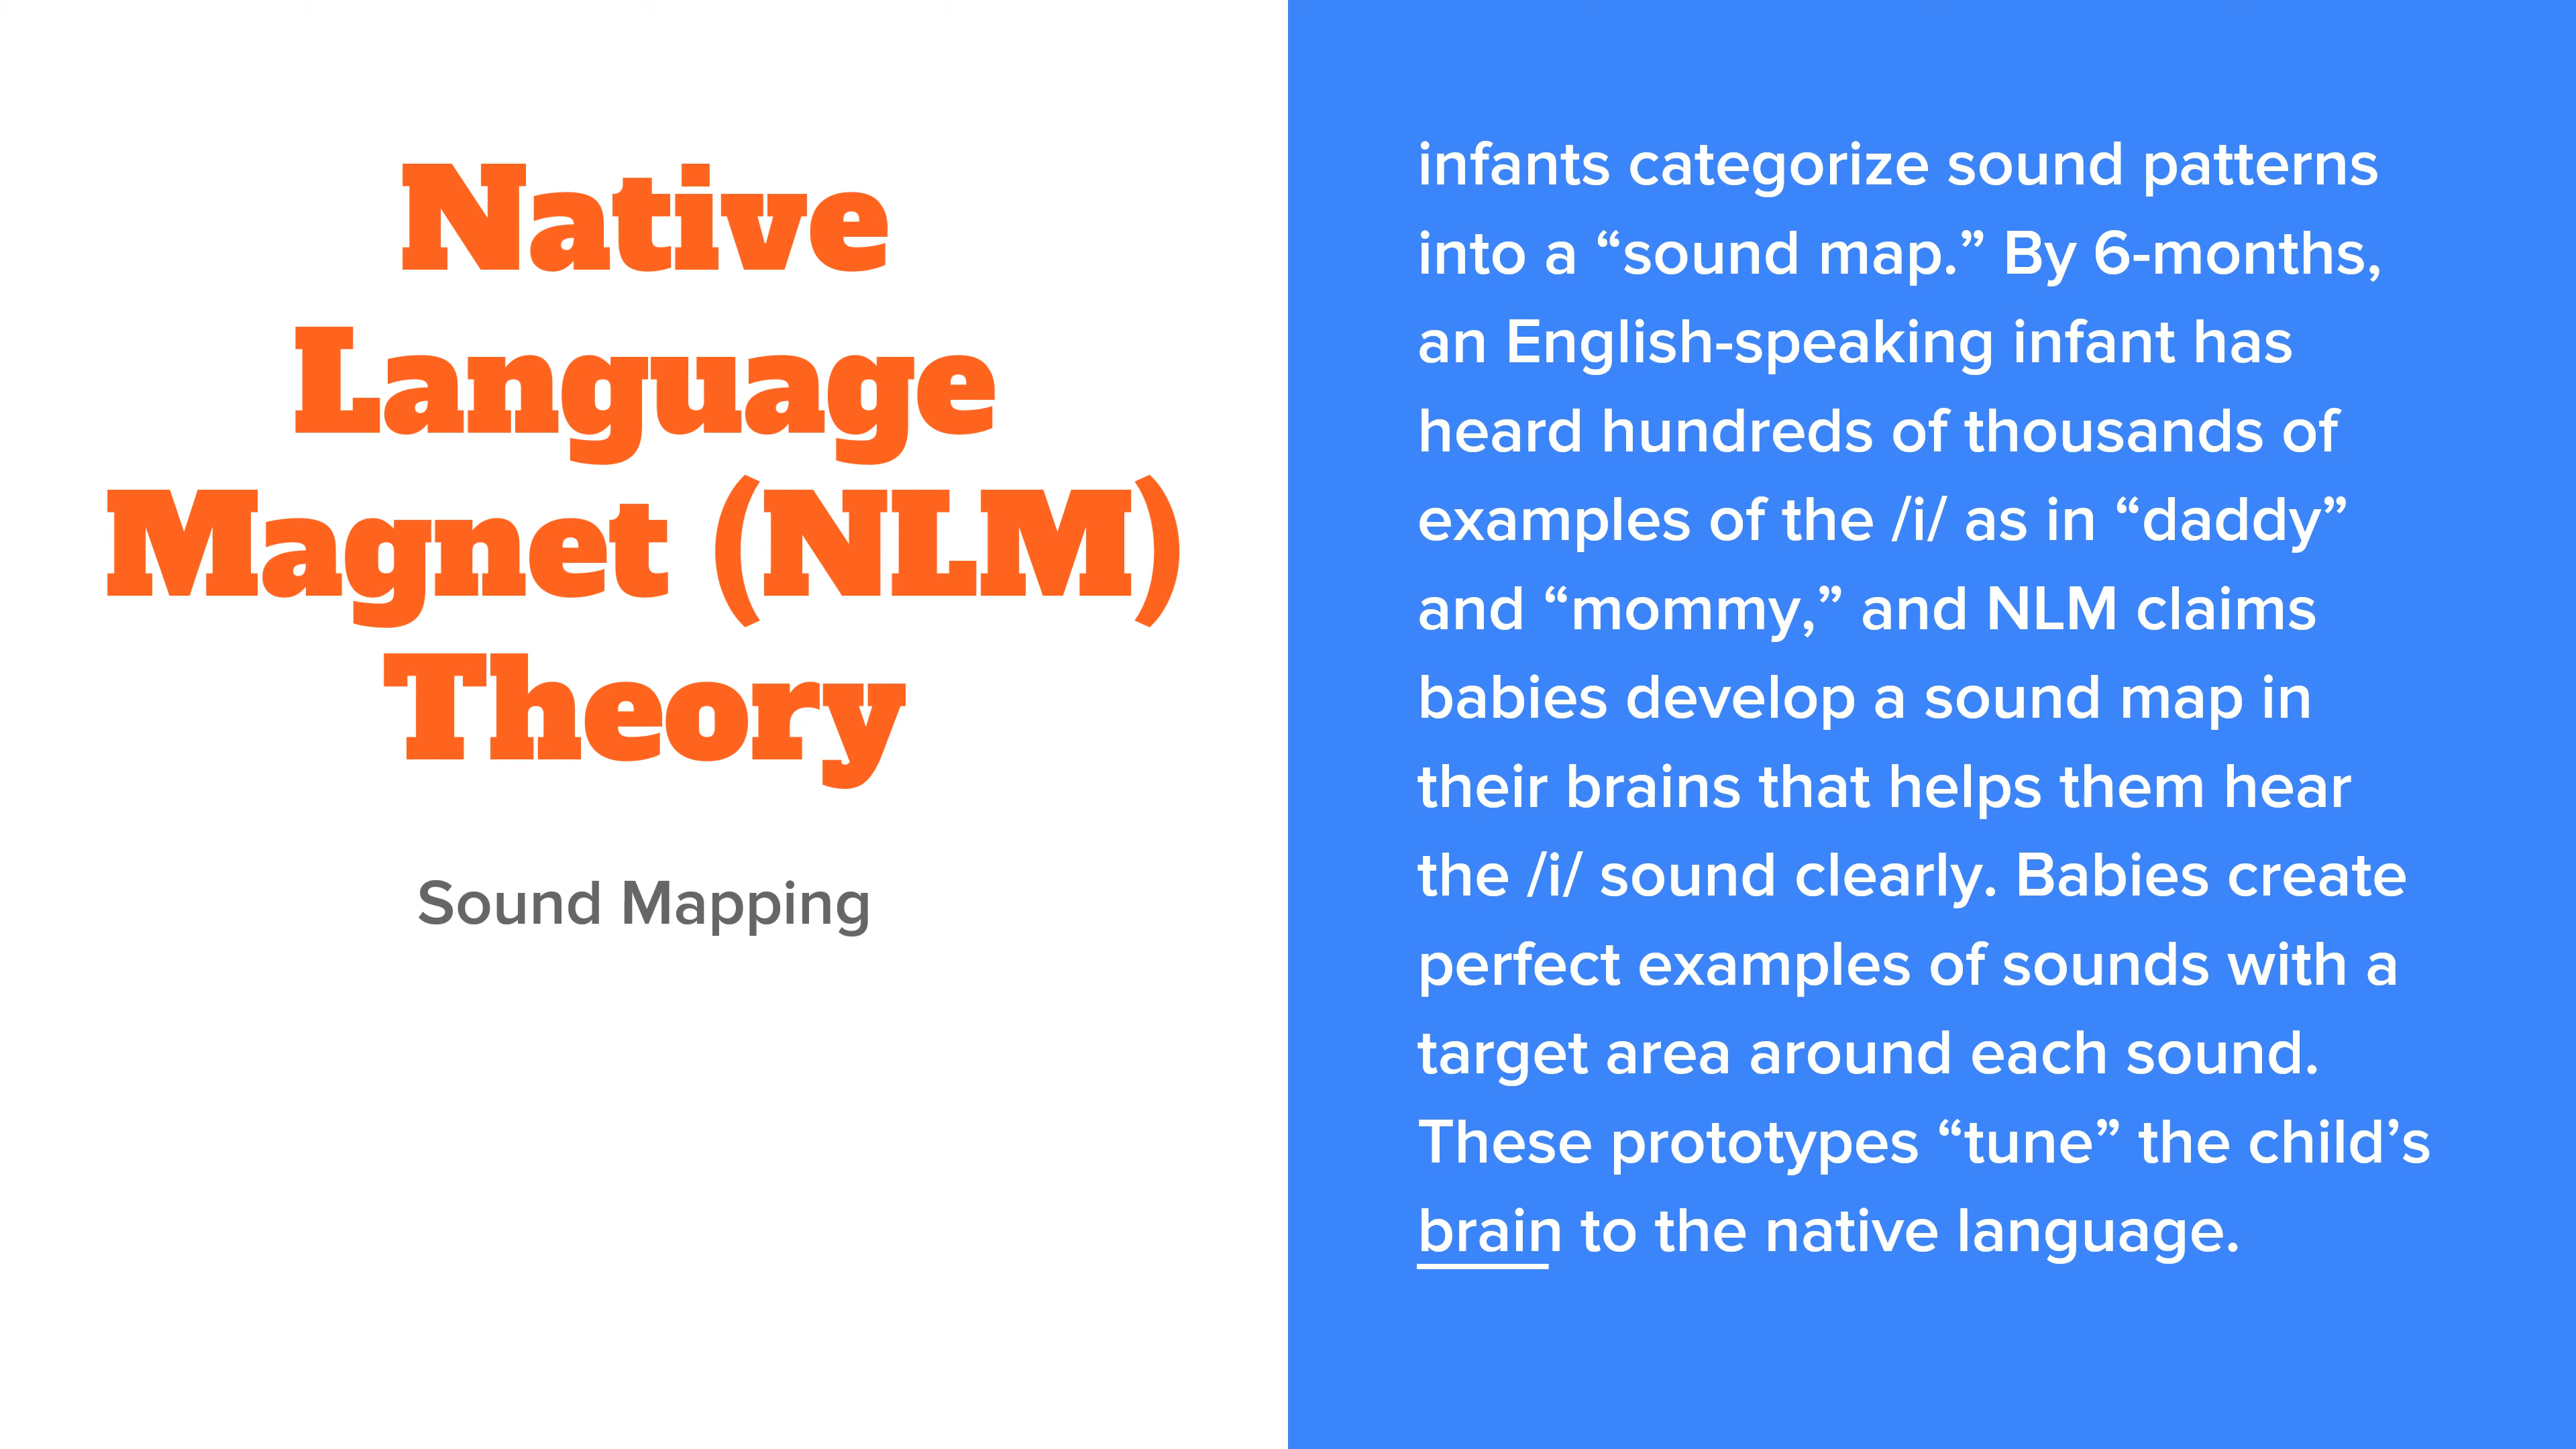 Native
Language
Magnet (NLM)
Theory
Sound Mapping
infants categorize sound patterns
into a “sound map.” By 6-months,
an English-speaking infant has
heard hundreds of thousands of
examples of the /i/ as in “daddy”
and “mommy,” and NLM claims
babies develop a sound map in
their brains that helps them hear
the /i/ sound clearly. Babies create
perfect examples of sounds with a
target area around each sound.
These prototypes “tune” the child’s
brain to the native language.